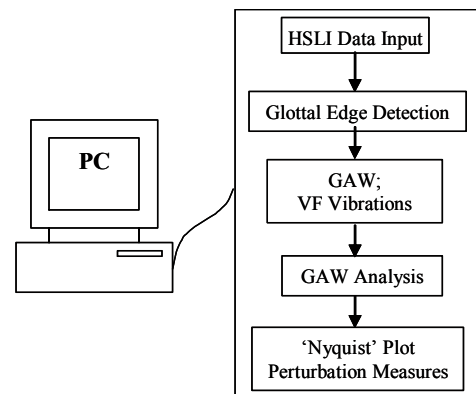 PC
HSLI Data Input
Glottal Edge Detection
GAW;
VF Vibrations
GAW Analysis
‘Nyquist’ Plot
Perturbation Measures